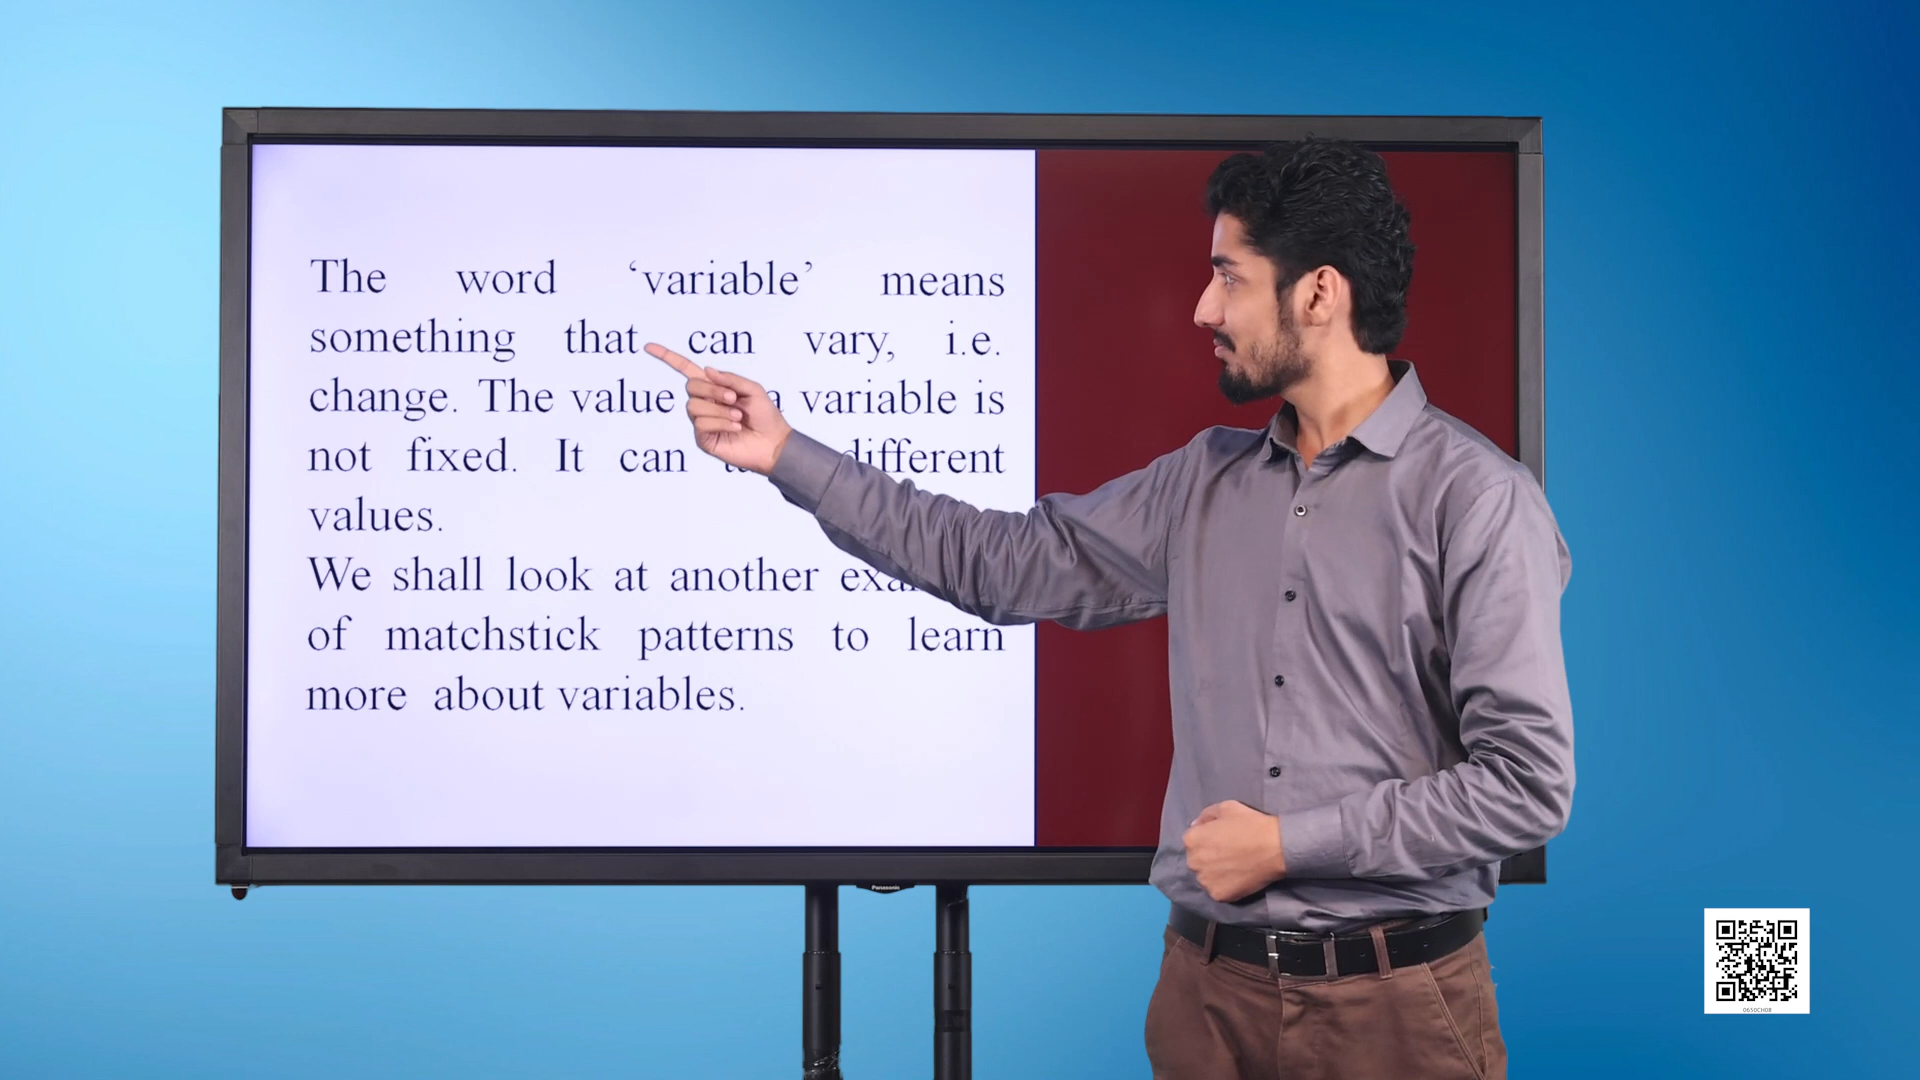 The word ‘variable’ means
something that can vary, i.e.
change. The value a variable is
not fixed. It can different
values.
We shall look at another
of matchstick patterns to learn
more about variables.
Panasonic
0650CH08